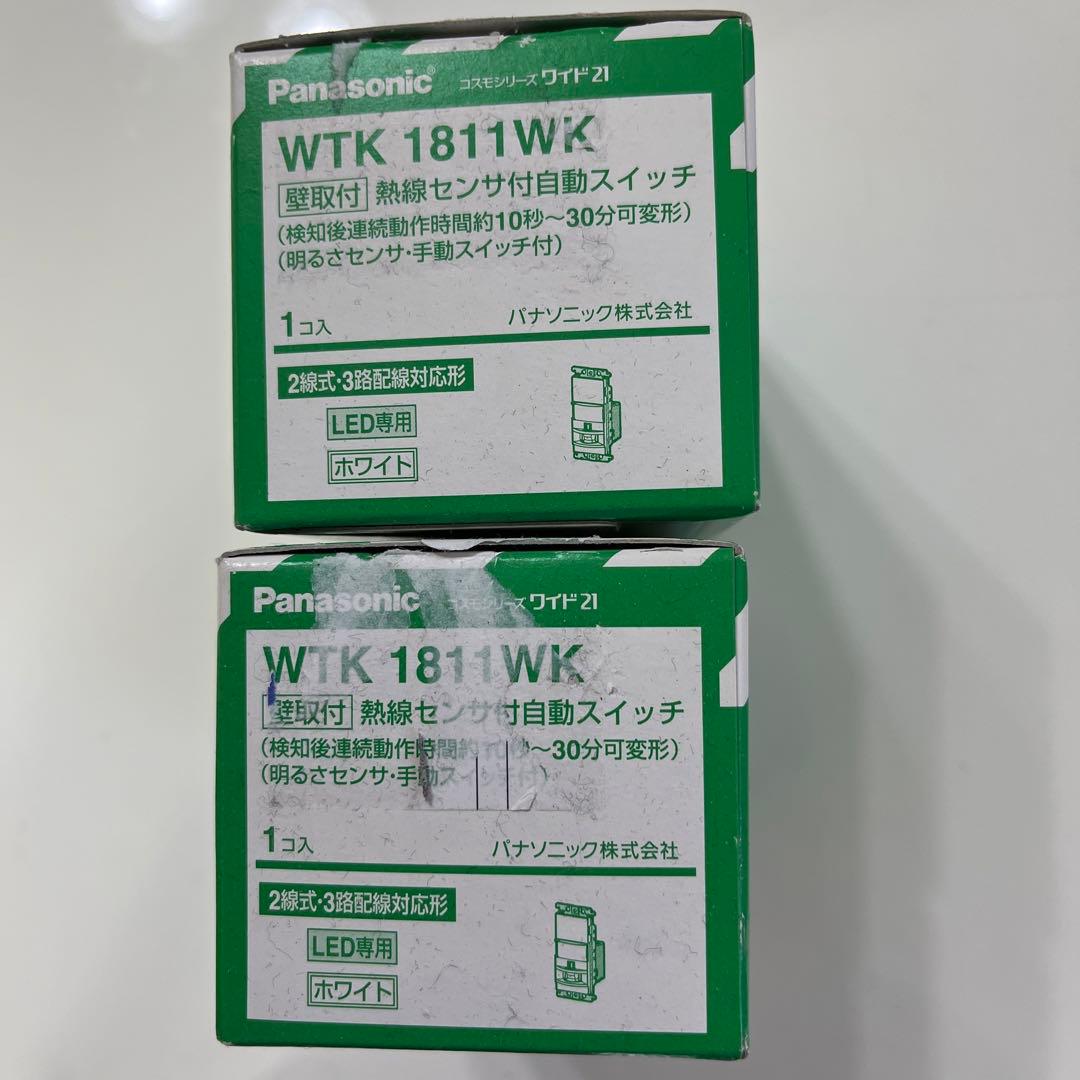 Panasonic® コスモシリーズ ワイド21
WTK 1811WK
壁取付 熱線センサ付自動スイッチ
(検知後連続動作時間約10秒～30分可変形)
(明るさセンサ・手動スイッチ付)
1コ入 パナソニック株式会社
2線式・3路配線対応形
LED専用
ホワイト
Panasonic コスモシリーズ ワイド21
WTK 1811WK
壁取付 熱線センサ付自動スイッチ
(検知後連続動作時間約10秒～30分可変形)
(明るさセンサ・手動スイッチ付)
1コ入 パナソニック株式会社
2線式・3路配線対応形
LED専用
ホワイト